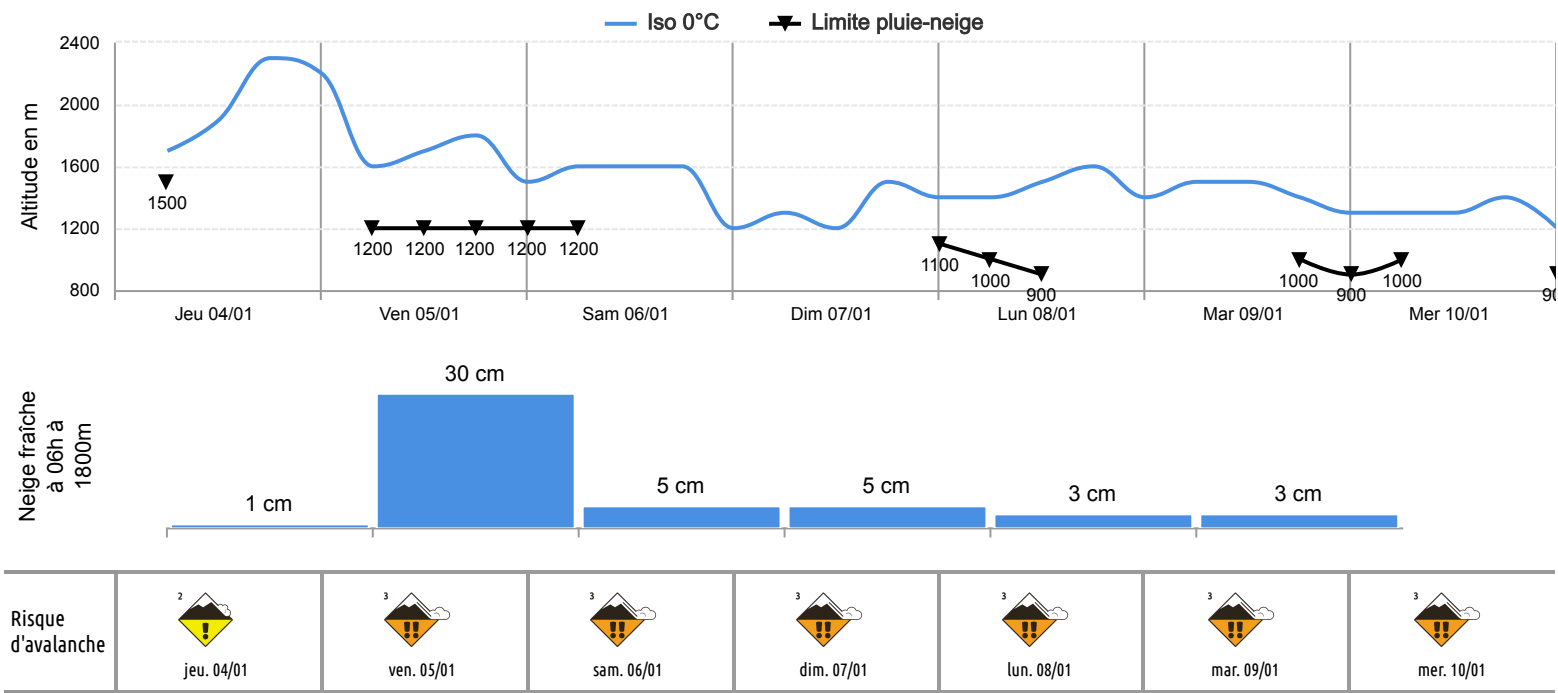 Iso 0°C
Limite pluie-neige
Altitude en m
2400
2000
1600
1200
800
1500
1200 1200 1200 1200 1200
1100
1000
900
1000
900
1000
Jeu 04/01 Ven 05/01 Sam 06/01 Dim 07/01 Lun 08/01 Mar 09/01 Mer 10/01
Neige fraîche
à 06h à
1800m
1 cm 30 cm 5 cm 5 cm 3 cm 3 cm
Risque
d'avalanche
2 3 3 3 3 3 3
! !! !! !! !! !! !!
jeu. 04/01 ven. 05/01 sam. 06/01 dim. 07/01 lun. 08/01 mar. 09/01 mer. 10/01